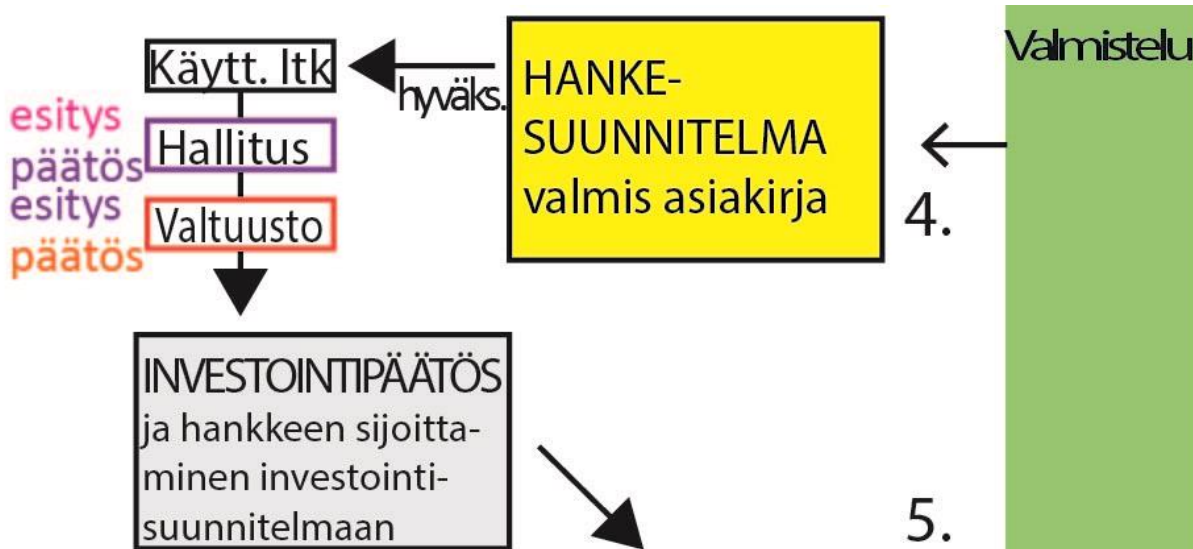 Valmistelu
Käytt. ltk
hyväks.
HANKE-
SUUNNITELMA
valmis asiakirja
esitys
päätös
esitys
päätös
Hallitus
Valtuusto
4.
INVESTOINTIPÄÄTÖS
ja hankkeen sijoitta-
minen investointi-
suunnitelmaan
5.